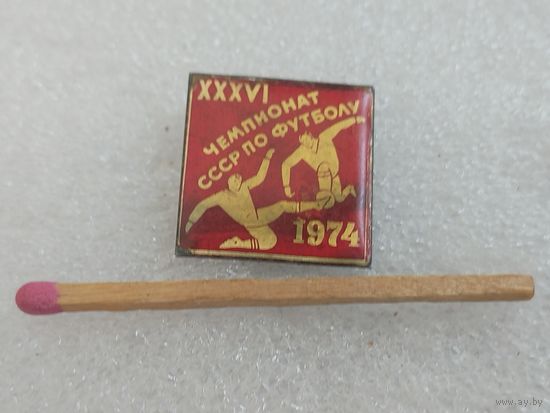 XXXVI
ЧЕМПИОНАТ
СССР ПО ФУТБОЛУ
1974
www.ay.by